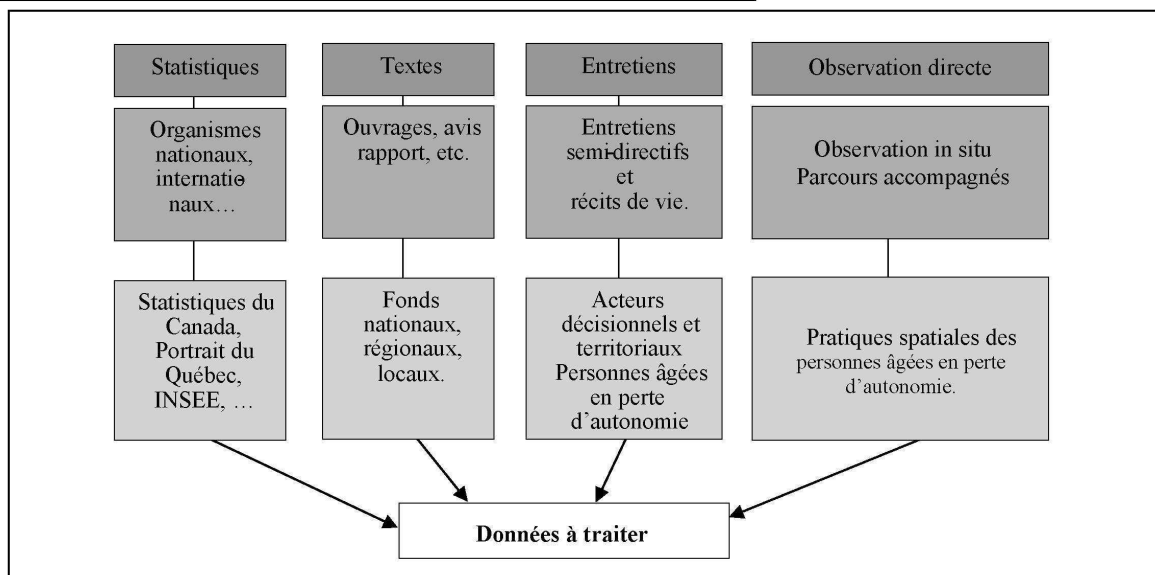 Statistiques
Organismes
nationaux,
internatio-
naux…
Statistiques du
Canada,
Portrait du
Québec,
INSEE, …
Textes
Ouvrages, avis
rapport, etc.
Fonds
nationaux,
régionaux,
locaux.
Entretiens
Entretiens
semi-directifs
et
récits de vie.
Acteurs
décisionnels et
territoriaux
Personnes âgées
en perte
d’autonomie
Observation directe
Observation in situ
Parcours accompagnés
Pratiques spatiales des
personnes âgées en perte
d’autonomie.
Données à traiter